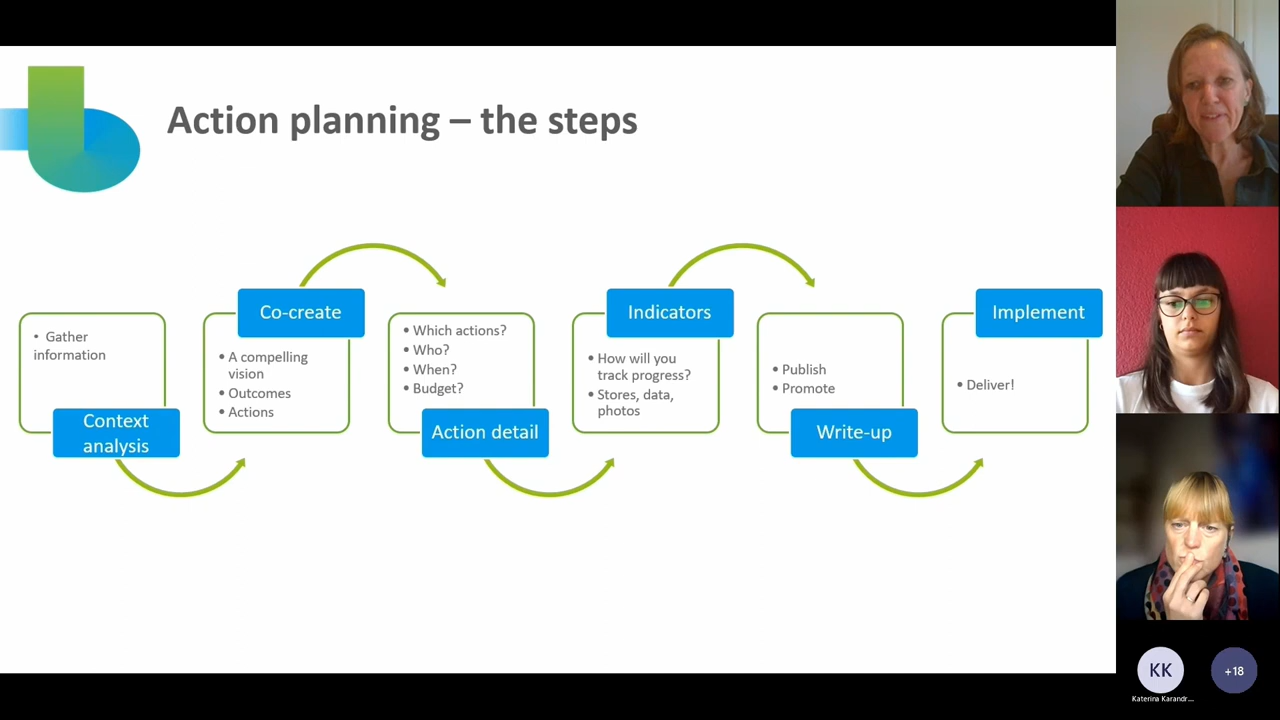 Action planning – the steps
• Gather
information
Context
analysis
Co-create
• A compelling
vision
• Outcomes
• Actions
• Which actions?
• Who?
• When?
• Budget?
Action detail
Indicators
• How will you
track progress?
• Stores, data,
photos
• Publish
• Promote
Write-up
Implement
• Deliver!
KK
+18
Katerina Karandr...